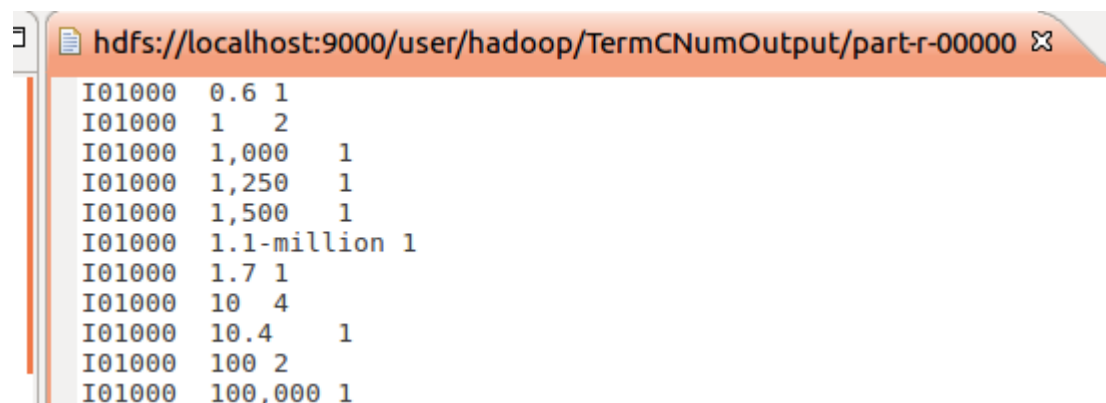 hdfs://localhost:9000/user/hadoop/TermCNumOutput/part-r-00000
I01000 0.6 1
I01000 1 2
I01000 1,000 1
I01000 1,250 1
I01000 1,500 1
I01000 1.1-million 1
I01000 1.7 1
I01000 10 4
I01000 10.4 1
I01000 100 2
I01000 100,000 1